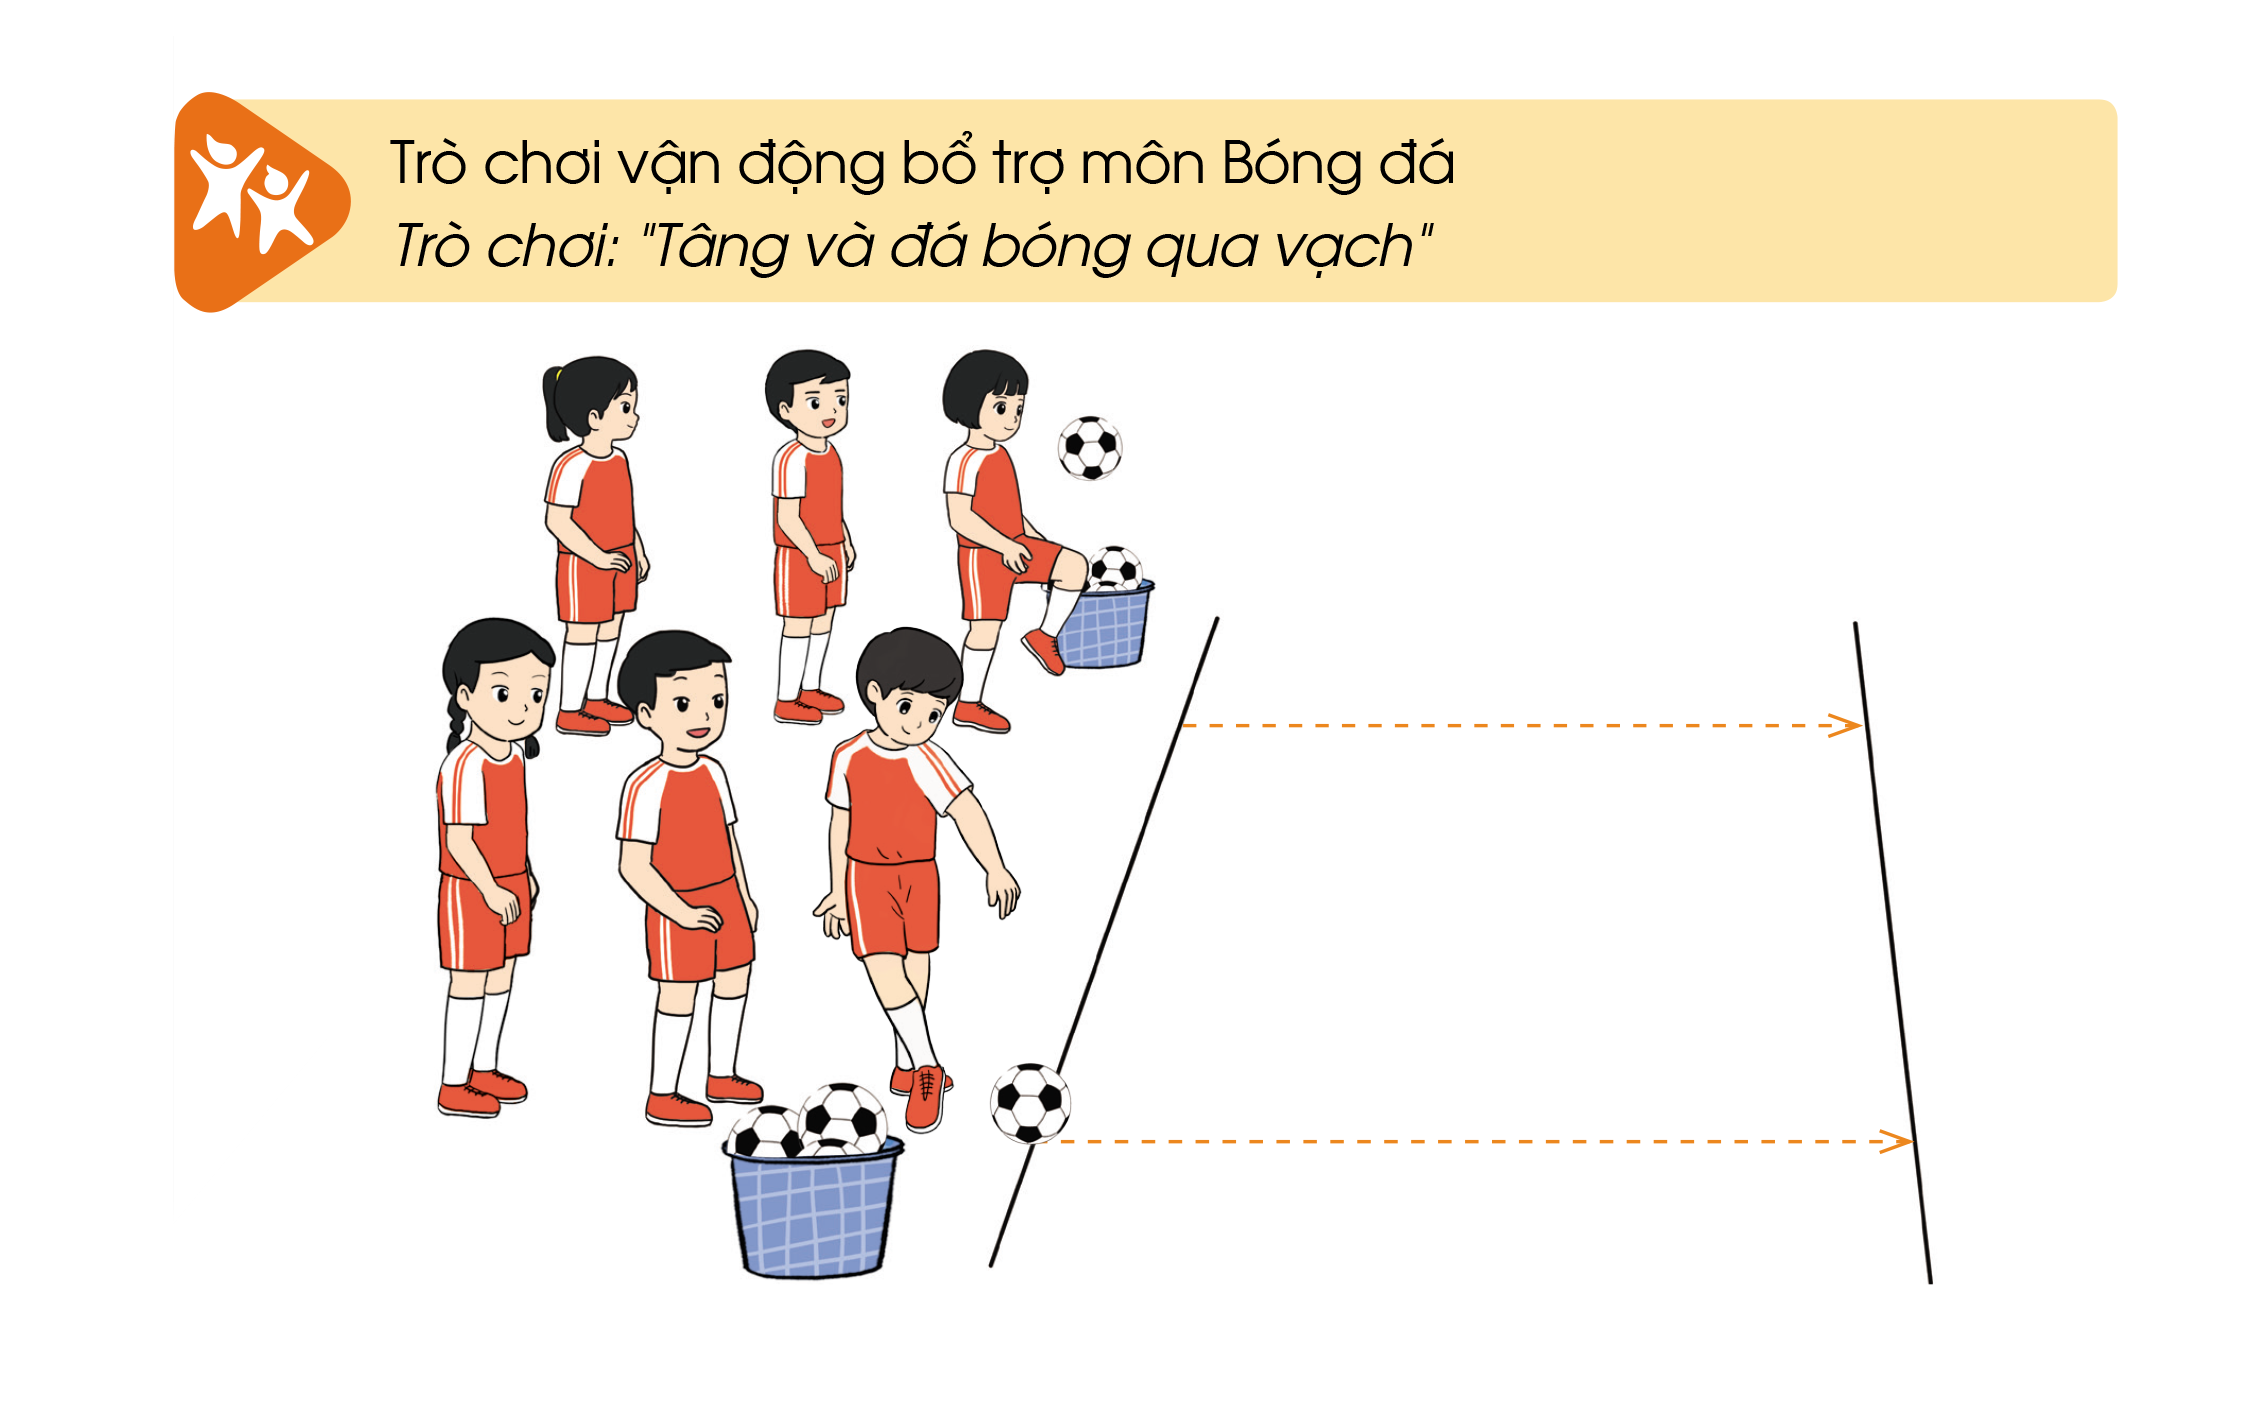 Trò chơi vận động bổ trợ môn Bóng đá
Trò chơi: "Tâng và đá bóng qua vạch"